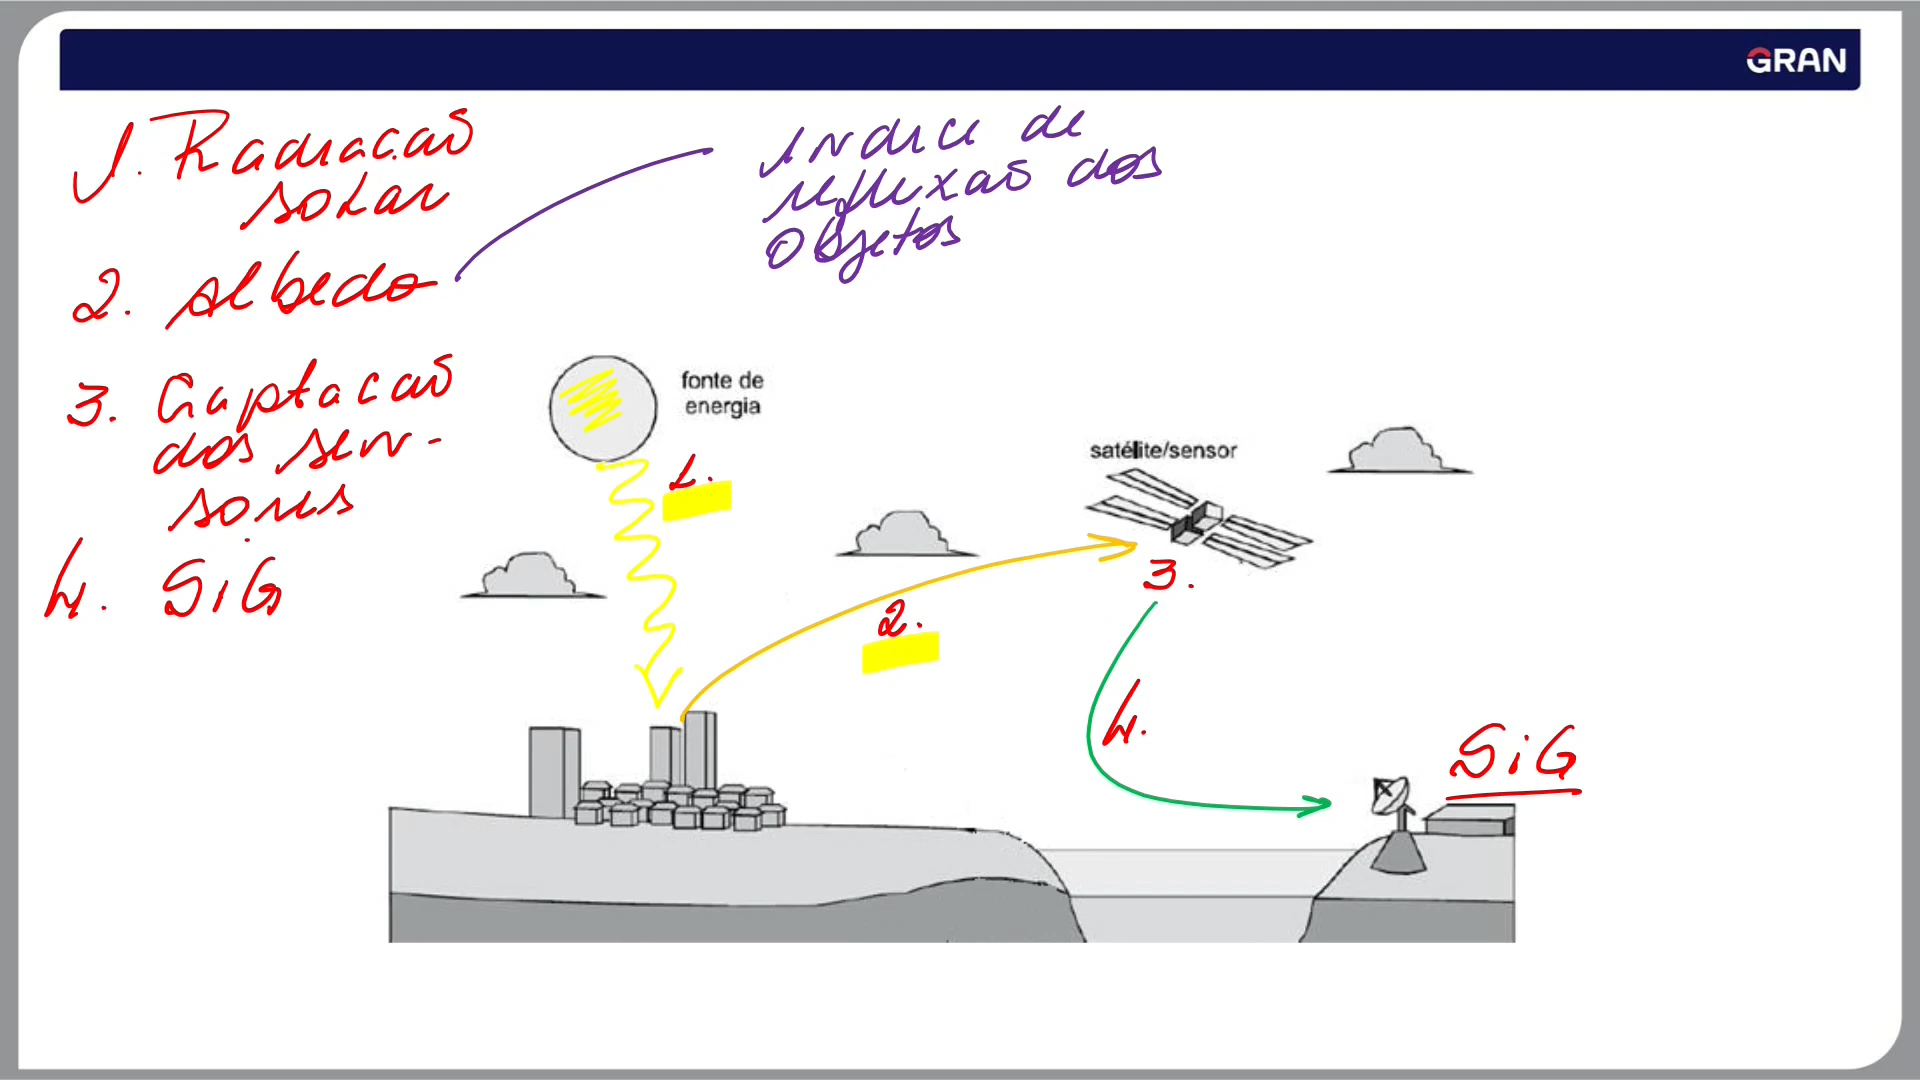 GRAN
1. Radiacao
solar
2. Albedo
Indice de
reflexao dos
objetos
3. Captacao
dos sen-
sores
4. SiG
fonte de
energia
satélite/sensor
1.
2.
3.
4.
SiG